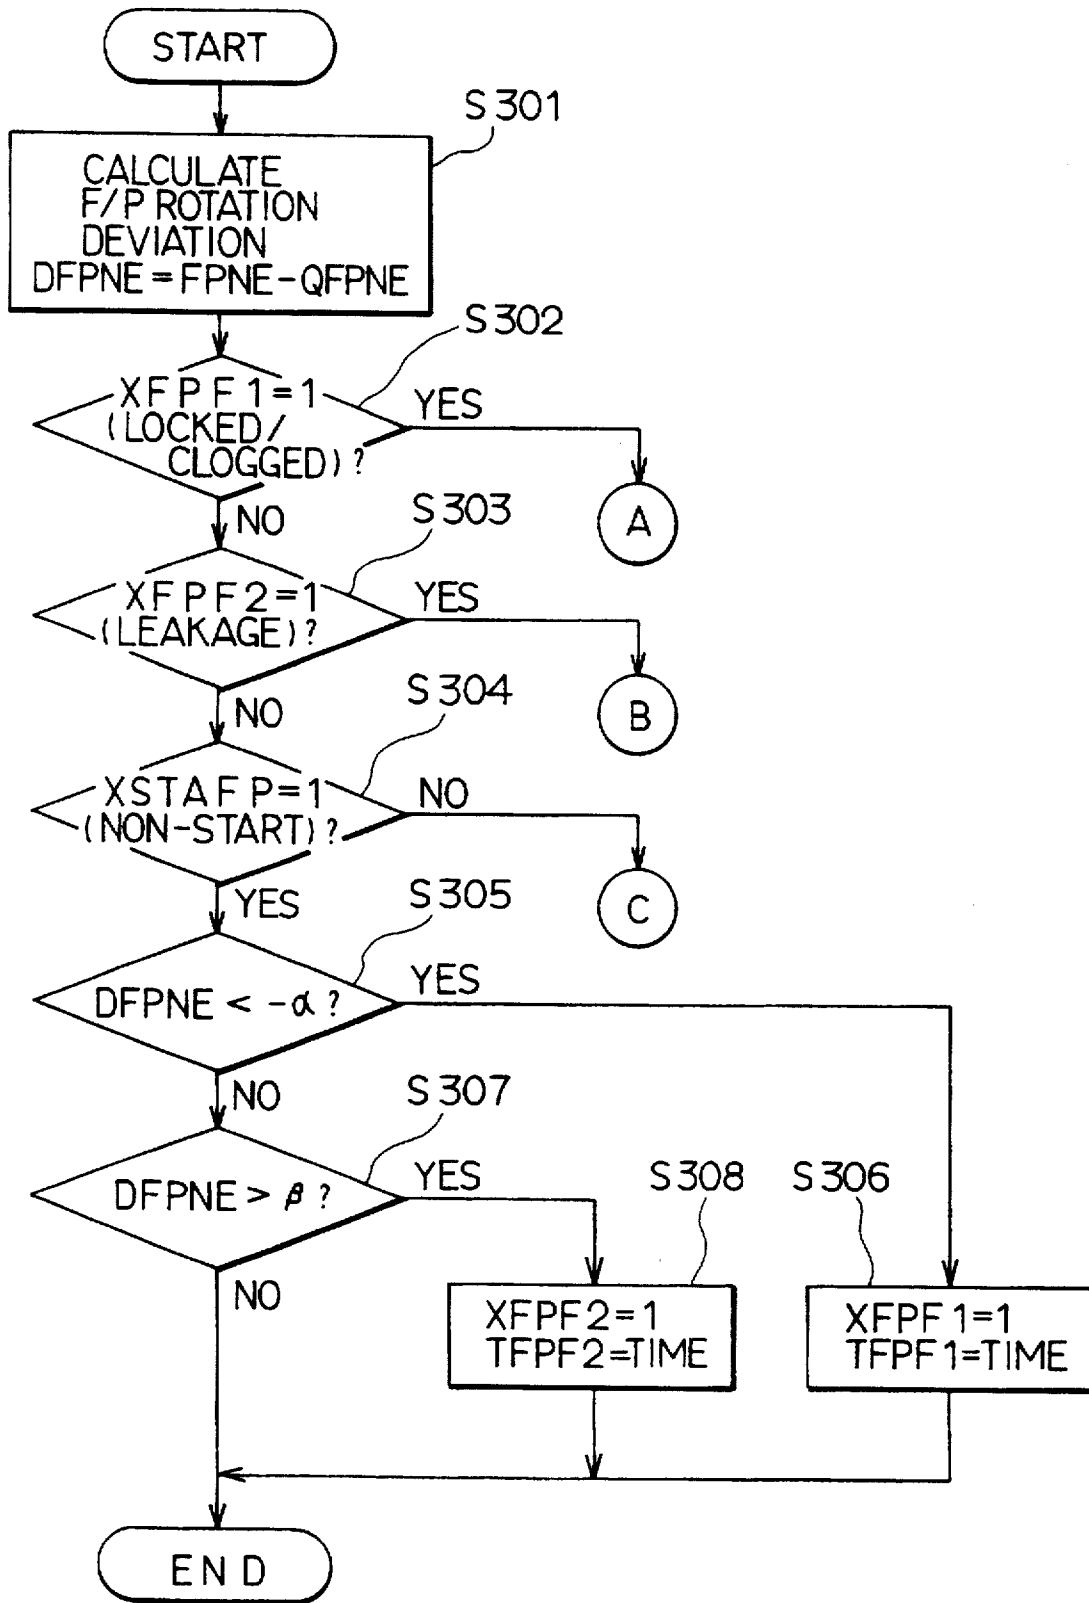 START
S301
CALCULATE
F/P ROTATION
DEVIATION
DFPNE=FPNE-QFPNE
S302
XFPF1=1
(LOCKED/
CLOGGED)?
YES
A
NO
S303
XFPF2=1
(LEAKAGE)?
YES
B
NO
S304
XSTAFP=1
(NON-START)?
NO
C
YES
S305
DFPNE < -α ?
YES
NO
S307
DFPNE > β ?
YES
S308
S306
NO
XFPF2=1
TFPF2=TIME
XFPF1=1
TFPF1=TIME
END